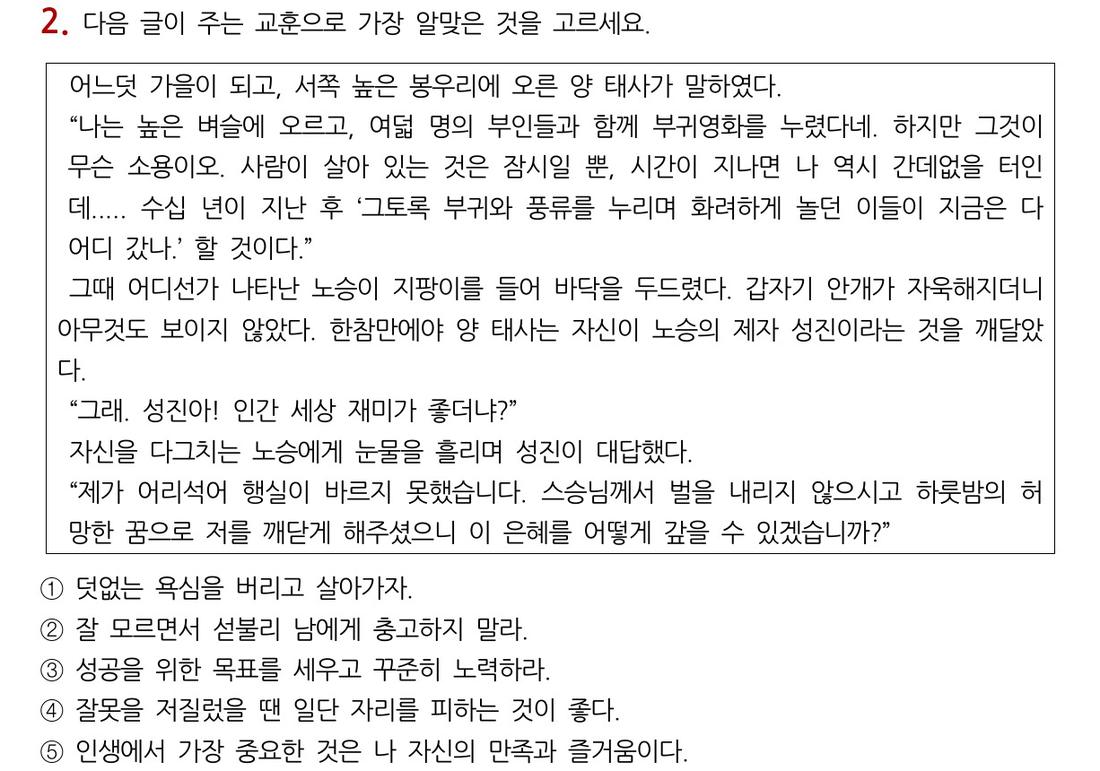 2. 다음 글이 주는 교훈으로 가장 알맞은 것을 고르세요.
어느덧 가을이 되고, 서쪽 높은 봉우리에 오른 양 태사가 말하였다.
“나는 높은 벼슬에 오르고, 여덟 명의 부인들과 함께 부귀영화를 누렸다네. 하지만 그것이
무슨 소용이오. 사람이 살아 있는 것은 잠시일 뿐, 시간이 지나면 나 역시 간데없을 터인
데..... 수십 년이 지난 후 ‘그토록 부귀와 풍류를 누리며 화려하게 놀던 이들이 지금은 다
어디 갔나.’ 할 것이다.”
그때 어디선가 나타난 노승이 지팡이를 들어 바닥을 두드렸다. 갑자기 안개가 자욱해지더니
아무것도 보이지 않았다. 한참만에야 양 태사는 자신이 노승의 제자 성진이라는 것을 깨달았
다.
“그래. 성진아! 인간 세상 재미가 좋더냐?”
자신을 다그치는 노승에게 눈물을 흘리며 성진이 대답했다.
“제가 어리석어 행실이 바르지 못했습니다. 스승님께서 벌을 내리지 않으시고 하룻밤의 허
망한 꿈으로 저를 깨닫게 해주셨으니 이 은혜를 어떻게 갚을 수 있겠습니까?”
① 덧없는 욕심을 버리고 살아가자.
② 잘 모르면서 섣불리 남에게 충고하지 말라.
③ 성공을 위한 목표를 세우고 꾸준히 노력하라.
④ 잘못을 저질렀을 땐 일단 자리를 피하는 것이 좋다.
⑤ 인생에서 가장 중요한 것은 나 자신의 만족과 즐거움이다.